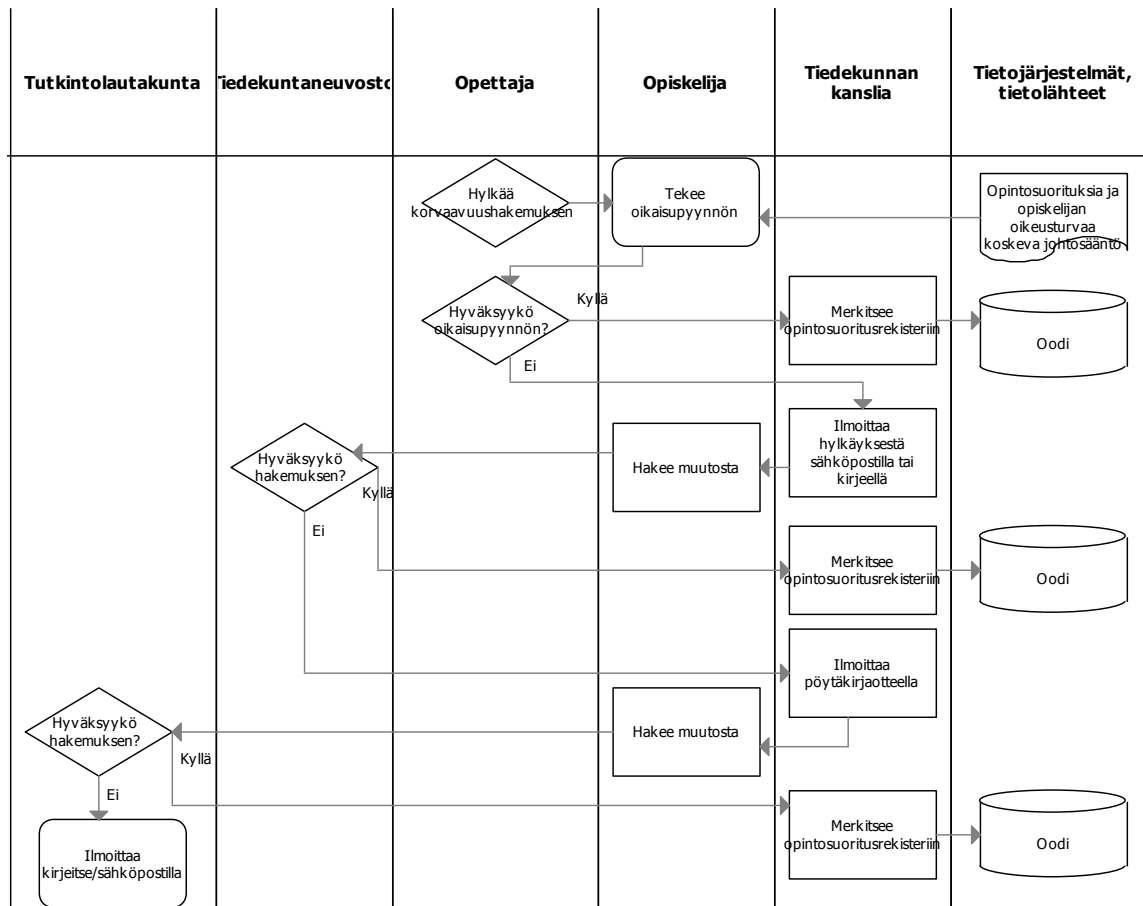 Tutkintolautakunta
Tiedekuntaneuvosto
Opettaja
Opiskelija
Tiedekunnan
kanslia
Tietojärjestelmät,
tietolähteet
Hylkää
korvaavuushakemuksen
Tekee
oikaisupyynnön
Opintosuorituksia ja
opiskelijan
oikeusturvaa
koskeva johtosääntö
Hyväksyykö
oikaisupyynnön?
Kyllä
Merkitsee
opintosuoritusrekisteriin
Oodi
Ei
Ilmoittaa
hylkäyksestä
sähköpostilla tai
kirjeellä
Hakee muutosta
Hyväksyykö
hakemuksen?
Kyllä
Ei
Merkitsee
opintosuoritusrekisteriin
Oodi
Ilmoittaa
pöytäkirjaotteella
Hakee muutosta
Hyväksyykö
hakemuksen?
Kyllä
Ei
Merkitsee
opintosuoritusrekisteriin
Oodi
Ilmoittaa
kirjeitse/sähköpostilla